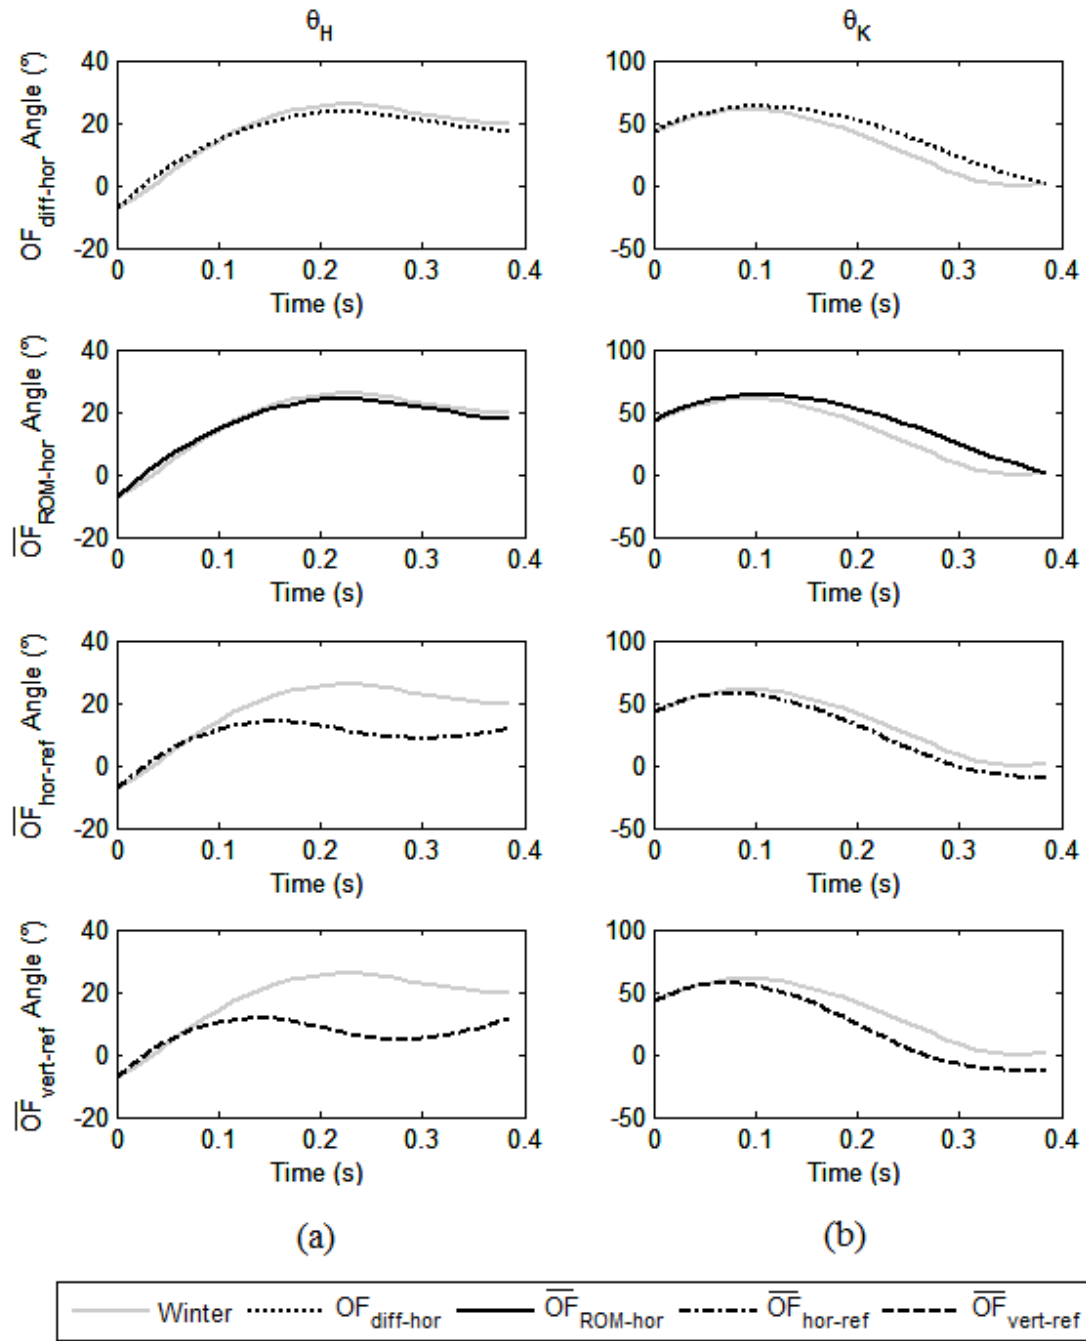 θH θK
OFdiff-hor Angle (°)
40 20 0 -20
0 0.1 0.2 0.3 0.4
Time (s)
100 50 0 -50
0 0.1 0.2 0.3 0.4
Time (s)
O̅F̅ROM-hor Angle (°)
40 20 0 -20
0 0.1 0.2 0.3 0.4
Time (s)
100 50 0 -50
0 0.1 0.2 0.3 0.4
Time (s)
O̅F̅hor-ref Angle (°)
40 20 0 -20
0 0.1 0.2 0.3 0.4
Time (s)
100 50 0 -50
0 0.1 0.2 0.3 0.4
Time (s)
O̅F̅vert-ref Angle (°)
40 20 0 -20
0 0.1 0.2 0.3 0.4
Time (s)
100 50 0 -50
0 0.1 0.2 0.3 0.4
Time (s)
(a) (b)
Winter OFdiff-hor O̅F̅ROM-hor O̅F̅hor-ref O̅F̅vert-ref